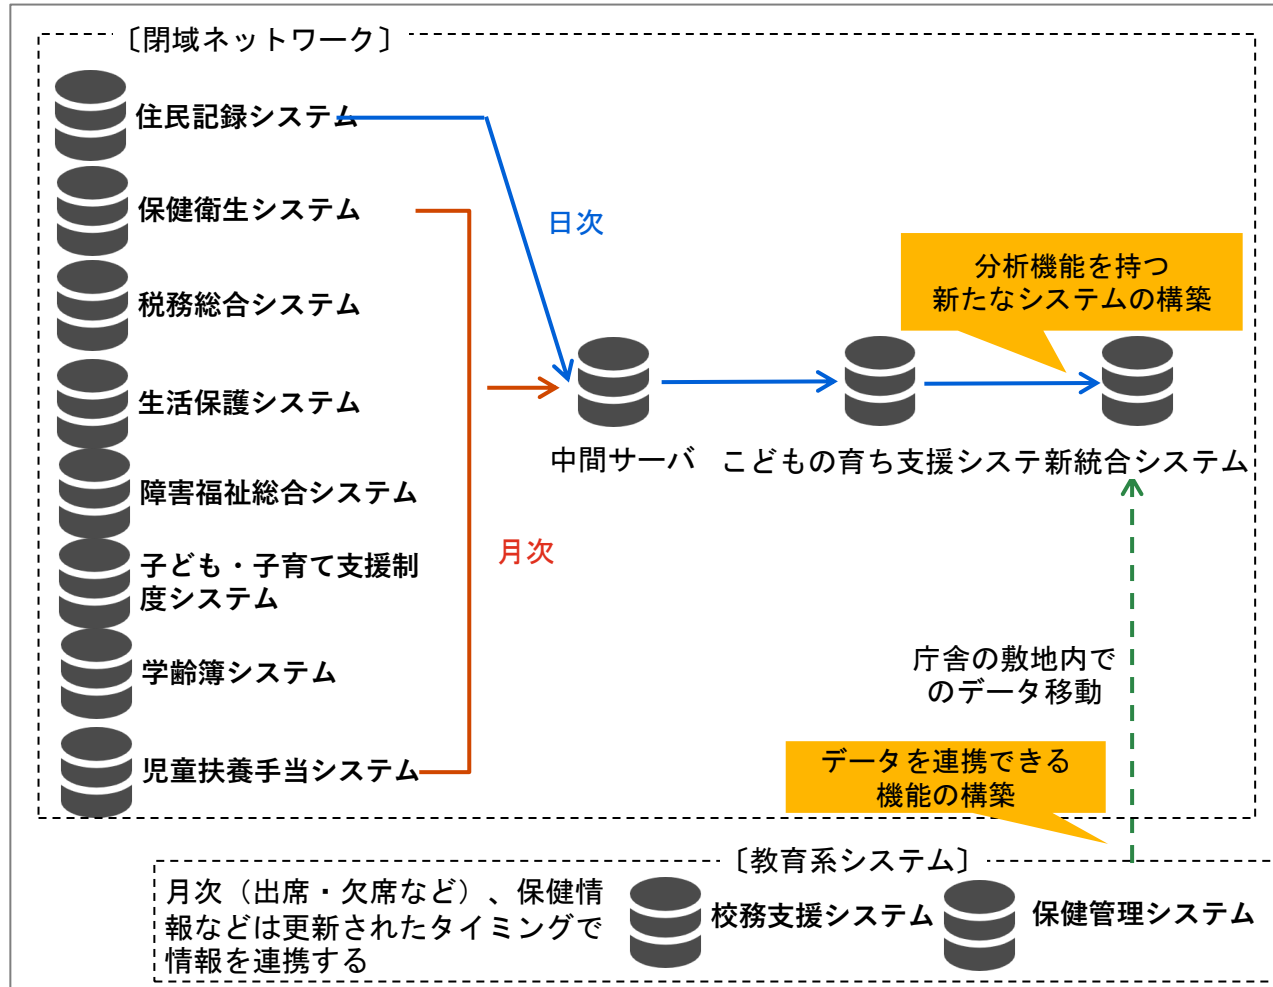 〔閉域ネットワーク〕
住民記録システム
保健衛生システム
税務総合システム
生活保護システム
障害福祉総合システム
子ども・子育て支援制
度システム
学齢簿システム
児童扶養手当システム
日次
月次
分析機能を持つ
新たなシステムの構築
中間サーバ
こどもの育ち支援システ
新統合システム
庁舎の敷地内で
のデータ移動
データを連携できる
機能の構築
〔教育系システム〕
月次（出席・欠席など）、保健情
報などは更新されたタイミングで
情報を連携する
校務支援システム
保健管理システム